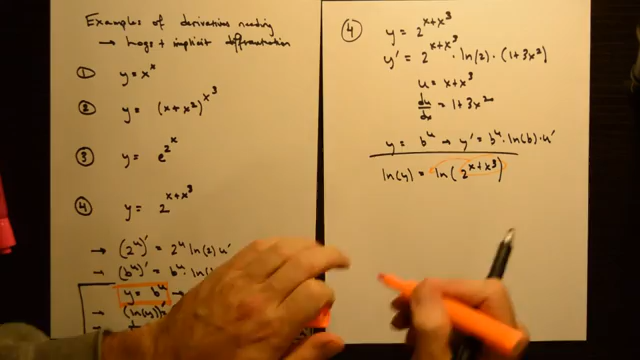 Examples of derivatives needing
→ Logs + implicit differentiation
① y = x^x
② y = (x + x²)^x³
③ y = e^2^x
④ y = 2^x+x³
→ (2^u)' = 2^u ln(2) u'
→ (b^u)' = b^u · ln(
y = b^u →
→ (ln(y))'
④ y = 2^x+x³
y' = 2^x+x³ · ln(2) · (1+3x²)
u = x+x³
du/dx = 1+3x²
y = b^u → y' = b^u · ln(b) · u'
ln(y) = ln(2^x+x³)